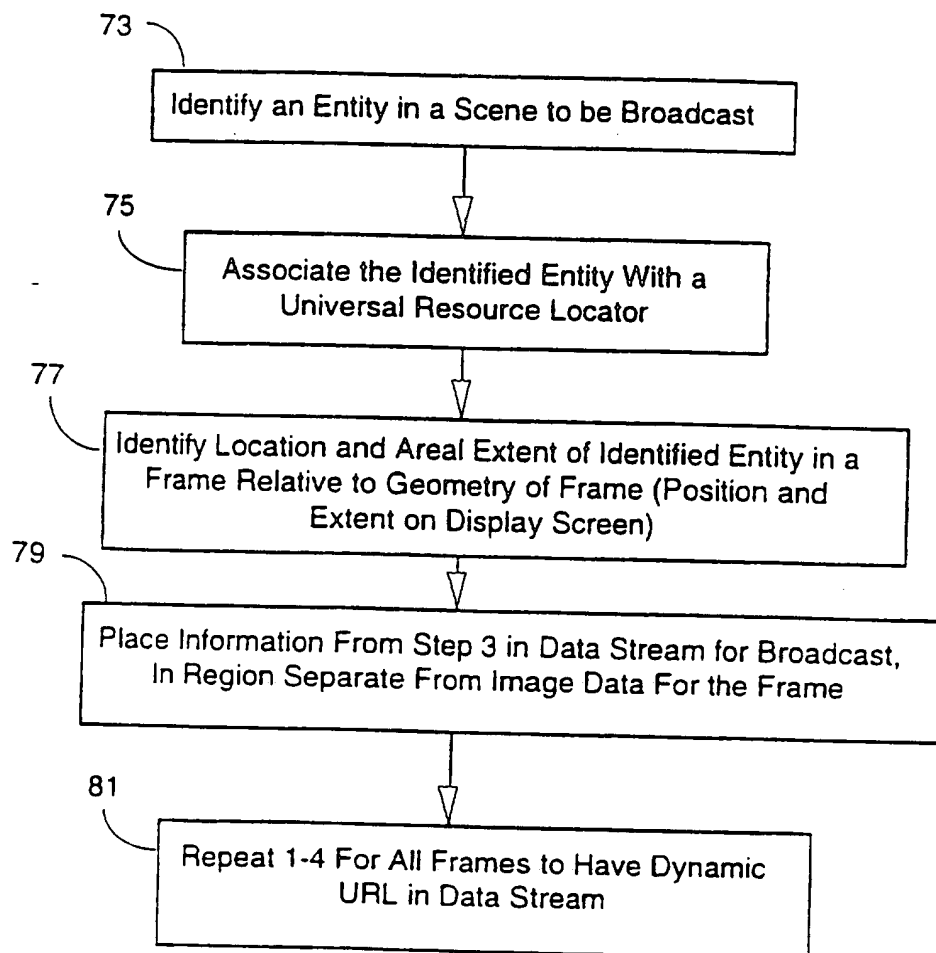 73
Identify an Entity in a Scene to be Broadcast
75
Associate the Identified Entity With a
Universal Resource Locator
77
Identify Location and Areal Extent of Identified Entity in a
Frame Relative to Geometry of Frame (Position and
Extent on Display Screen)
79
Place Information From Step 3 in Data Stream for Broadcast,
In Region Separate From Image Data For the Frame
81
Repeat 1-4 For All Frames to Have Dynamic
URL in Data Stream